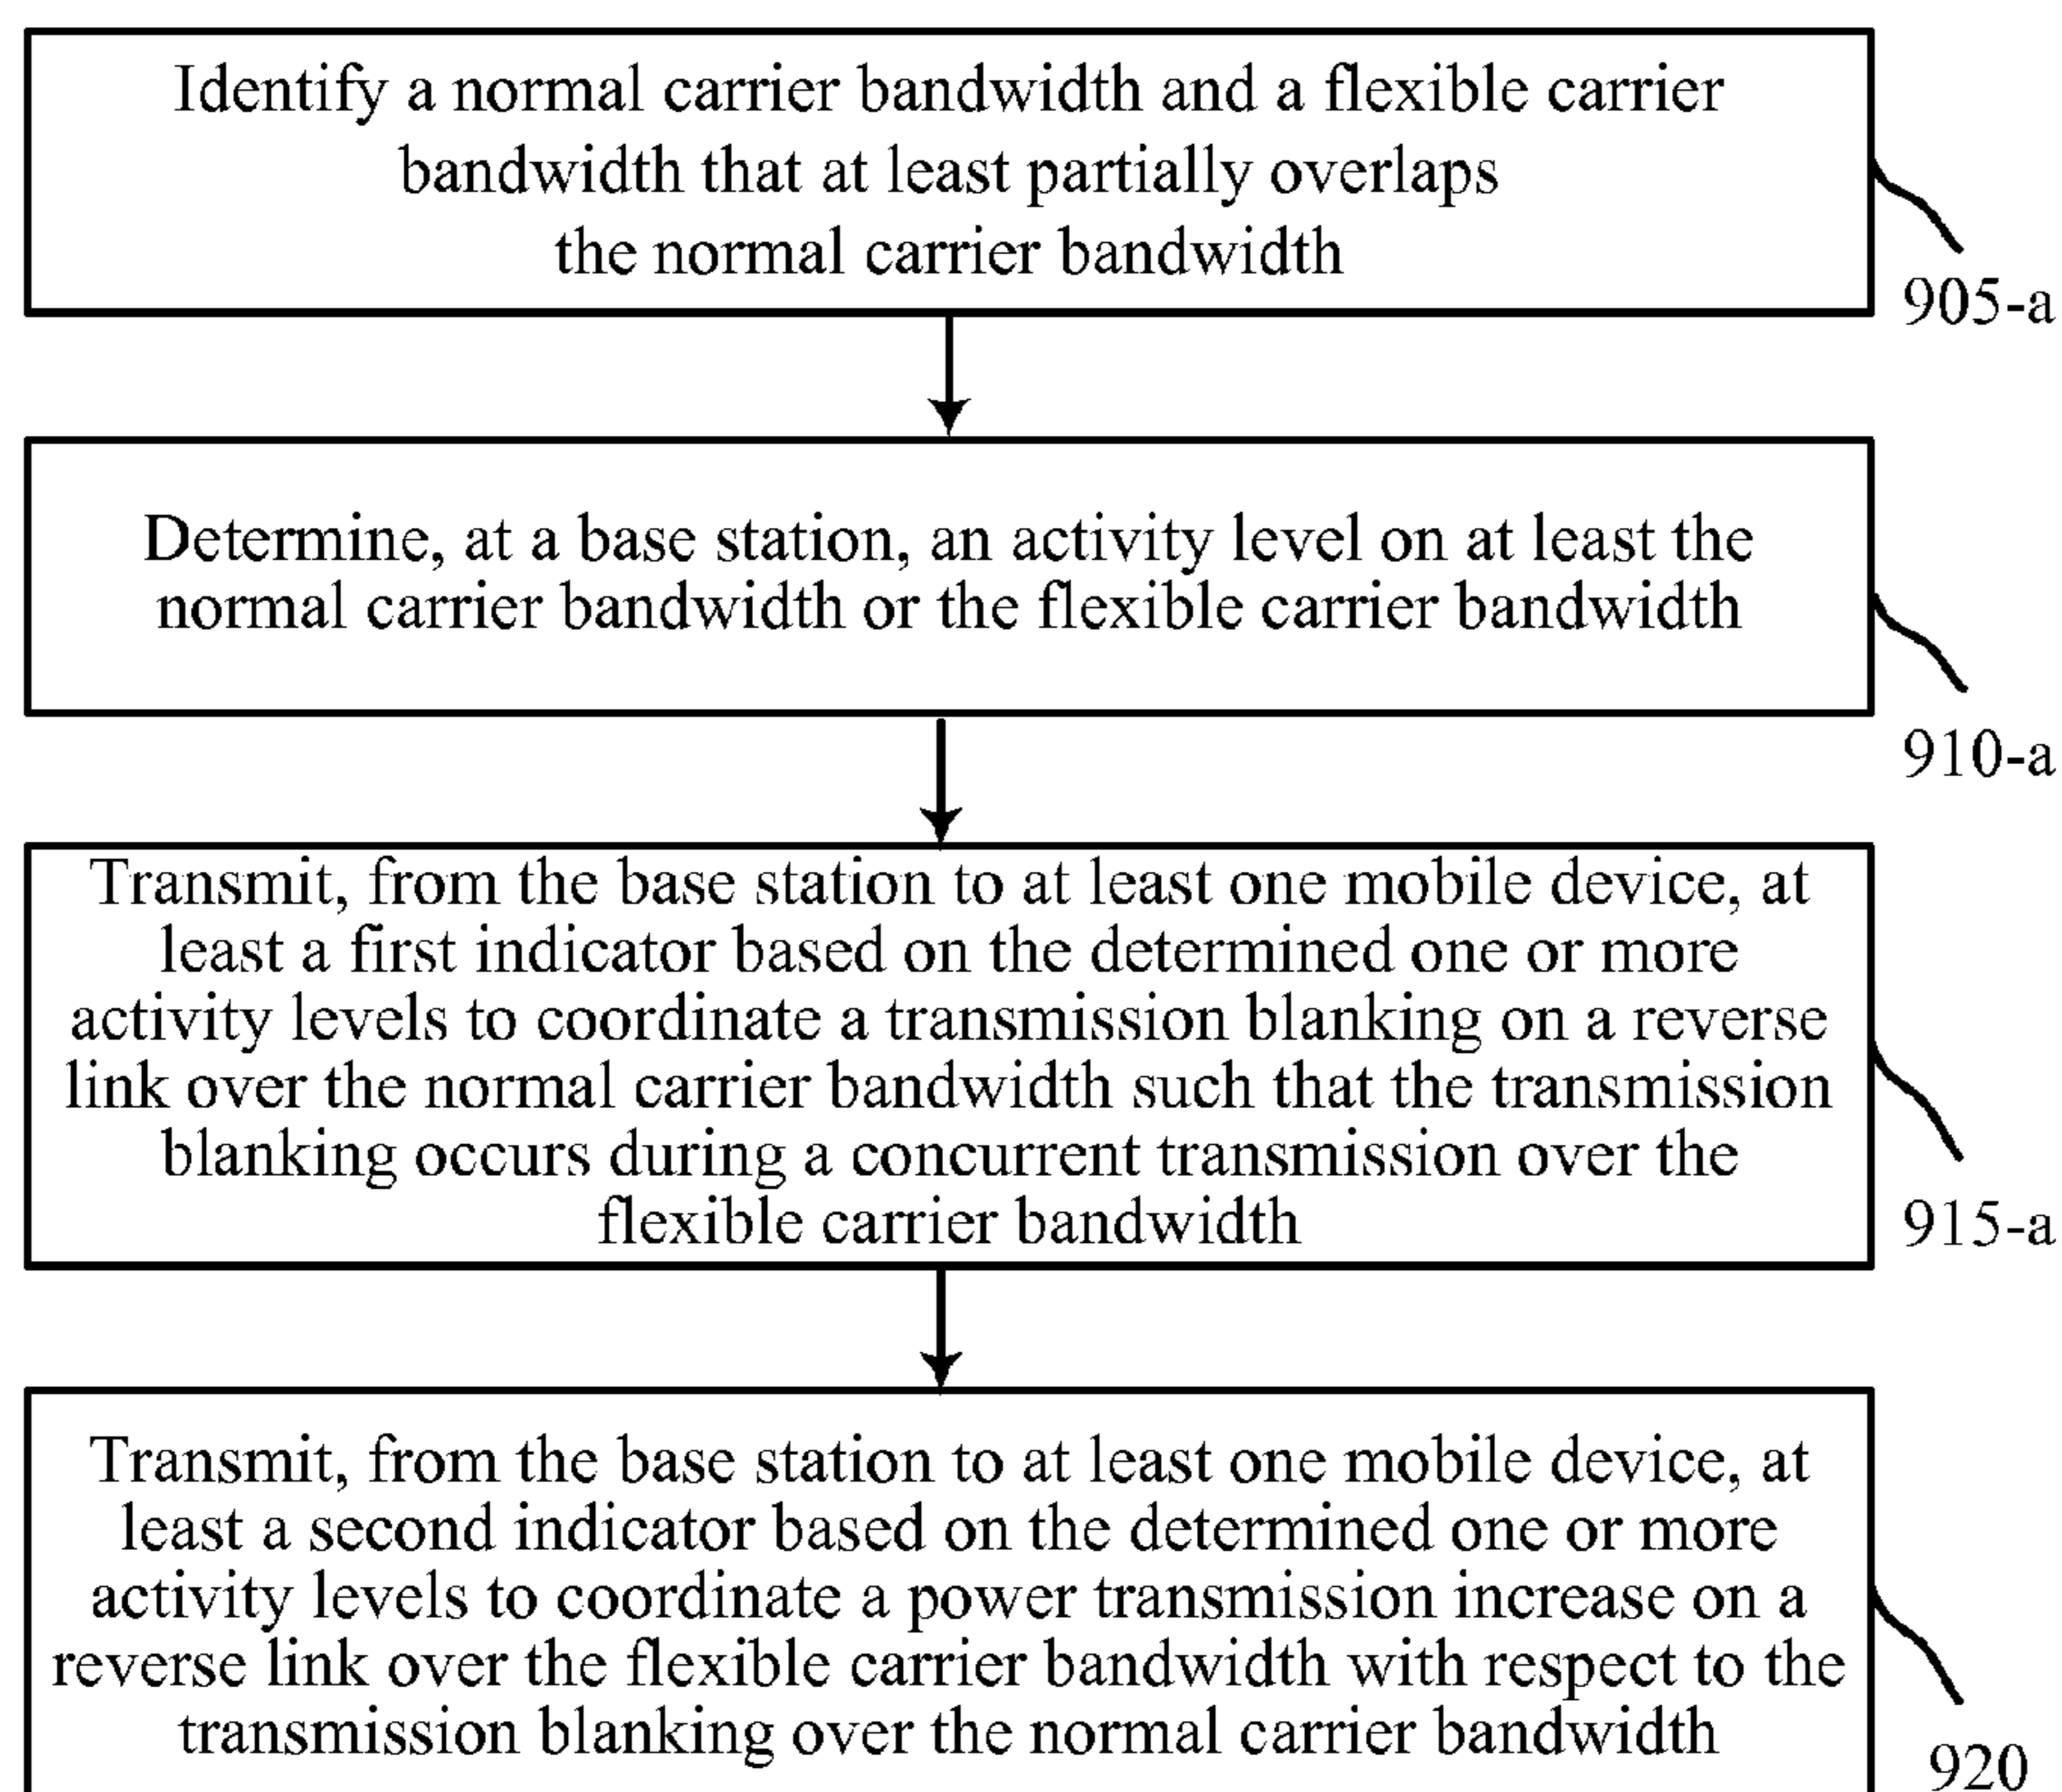 Identify a normal carrier bandwidth and a flexible carrier
bandwidth that at least partially overlaps
the normal carrier bandwidth
905-a
Determine, at a base station, an activity level on at least the
normal carrier bandwidth or the flexible carrier bandwidth
910-a
Transmit, from the base station to at least one mobile device, at
least a first indicator based on the determined one or more
activity levels to coordinate a transmission blanking on a reverse
link over the normal carrier bandwidth such that the transmission
blanking occurs during a concurrent transmission over the
flexible carrier bandwidth
915-a
Transmit, from the base station to at least one mobile device, at
least a second indicator based on the determined one or more
activity levels to coordinate a power transmission increase on a
reverse link over the flexible carrier bandwidth with respect to the
transmission blanking over the normal carrier bandwidth
920